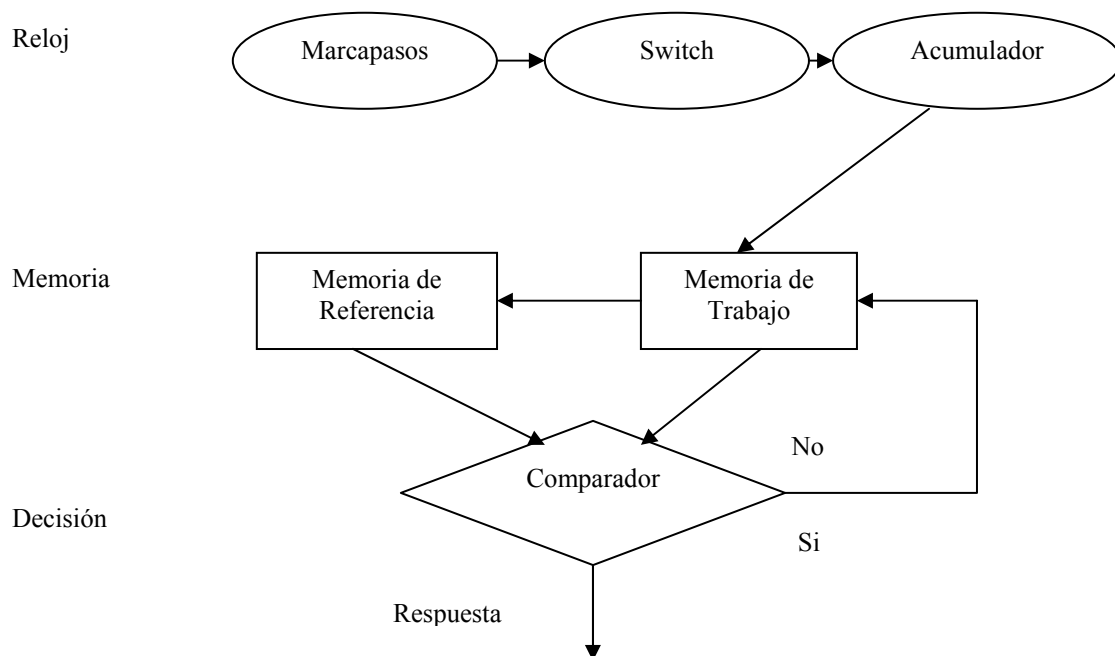 Reloj
Marcapasos
Switch
Acumulador
Memoria
Memoria de
Referencia
Memoria de
Trabajo
No
Comparador
Decisión
Si
Respuesta